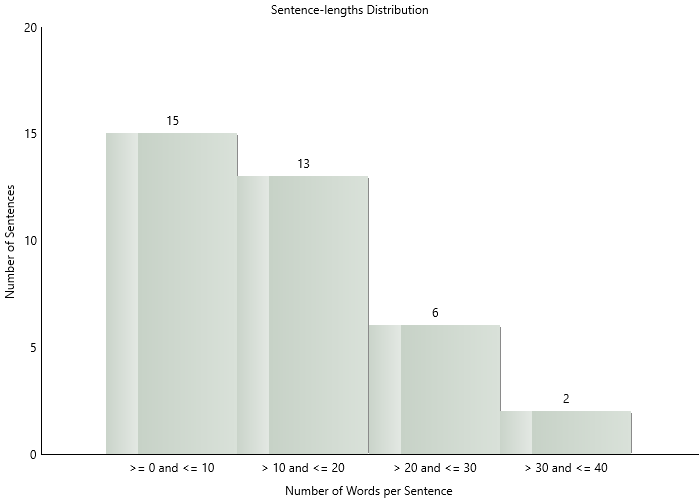 Sentence-lengths Distribution
20
15
10
5
0
Number of Sentences
15
13
6
2
>= 0 and <= 10
> 10 and <= 20
> 20 and <= 30
> 30 and <= 40
Number of Words per Sentence